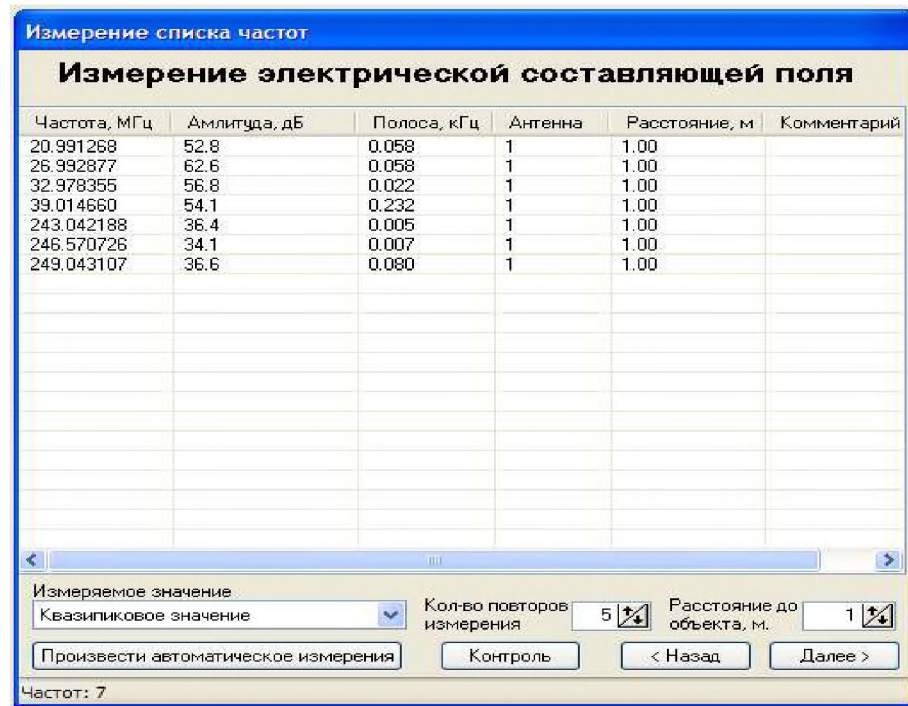 Измерение списка частот
Измерение электрической составляющей поля
Частота, МГц Амлитуда, дБ Полоса, кГц Антенна Расстояние, м Комментарий
20.991268 52.8 0.058 1 1.00
26.992877 62.6 0.058 1 1.00
32.978355 56.8 0.022 1 1.00
39.014660 54.1 0.232 1 1.00
243.042188 36.4 0.005 1 1.00
246.570726 34.1 0.007 1 1.00
249.043107 36.6 0.080 1 1.00
Измеряемое значение
Квазипиковое значение
Кол-во повторов
измерения
5
Расстояние до
объекта, м.
1
Произвести автоматическое измерения Контроль < Назад Далее >
Частот: 7